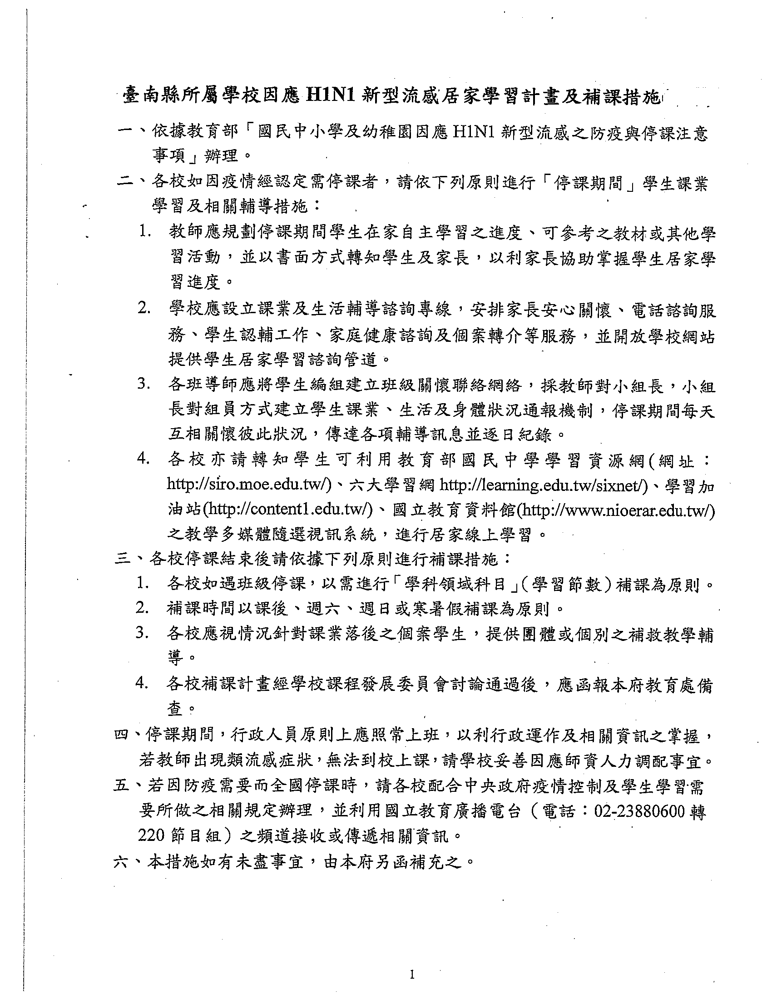 臺南縣所屬學校因應 H1N1 新型流感居家學習計畫及補課措施
一、依據教育部「國民中小學及幼稚園因應 H1N1 新型流感之防疫與停課注意
事項」辦理。
二、各校如因疫情經認定需停課者，請依下列原則進行「停課期間」學生課業
學習及相關輔導措施：
1. 教師應規劃停課期間學生在家自主學習之進度、可參考之教材或其他學
習活動，並以書面方式轉知學生及家長，以利家長協助掌握學生居家學
習進度。
2. 學校應設立課業及生活輔導諮詢專線，安排家長安心關懷、電話諮詢服
務、學生認輔工作、家庭健康諮詢及個案轉介等服務，並開放學校網站
提供學生居家學習諮詢管道。
3. 各班導師應將學生編組建立班級關懷聯絡網絡，採教師對小組長，小組
長對組員方式建立學生課業、生活及身體狀況通報機制，停課期間每天
互相關懷彼此狀況，傳達各項輔導訊息並逐日紀錄。
4. 各校亦請轉知學生可利用教育部國民中學學習資源網(網址：
http://siro.moe.edu.tw/)、六大學習網 http://learning.edu.tw/sixnet/)、學習加
油站(http://content1.edu.tw/)、國立教育資料館(http://www.nioerar.edu.tw/)
之教學多媒體隨選視訊系統，進行居家線上學習。
三、各校停課結束後請依據下列原則進行補課措施：
1. 各校如遇班級停課，以需進行「學科領域科目」(學習節數)補課為原則。
2. 補課時間以課後、週六、週日或寒暑假補課為原則。
3. 各校應視情況針對課業落後之個案學生，提供團體或個別之補救教學輔
導。
4. 各校補課計畫經學校課程發展委員會討論通過後，應函報本府教育處備
查。
四、停課期間，行政人員原則上應照常上班，以利行政運作及相關資訊之掌握，
若教師出現類流感症狀，無法到校上課，請學校妥善因應師資人力調配事宜。
五、若因防疫需要而全國停課時，請各校配合中央政府疫情控制及學生學習需
要所做之相關規定辦理，並利用國立教育廣播電台（電話：02-23880600 轉
220 節目組）之頻道接收或傳遞相關資訊。
六、本措施如有未盡事宜，由本府另函補充之。
1